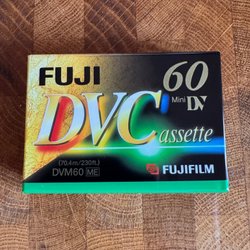 FUJI
60
Mini DV
DVCassette
(70.4m/230ft.)
DVM60 ME
FUJIFILM